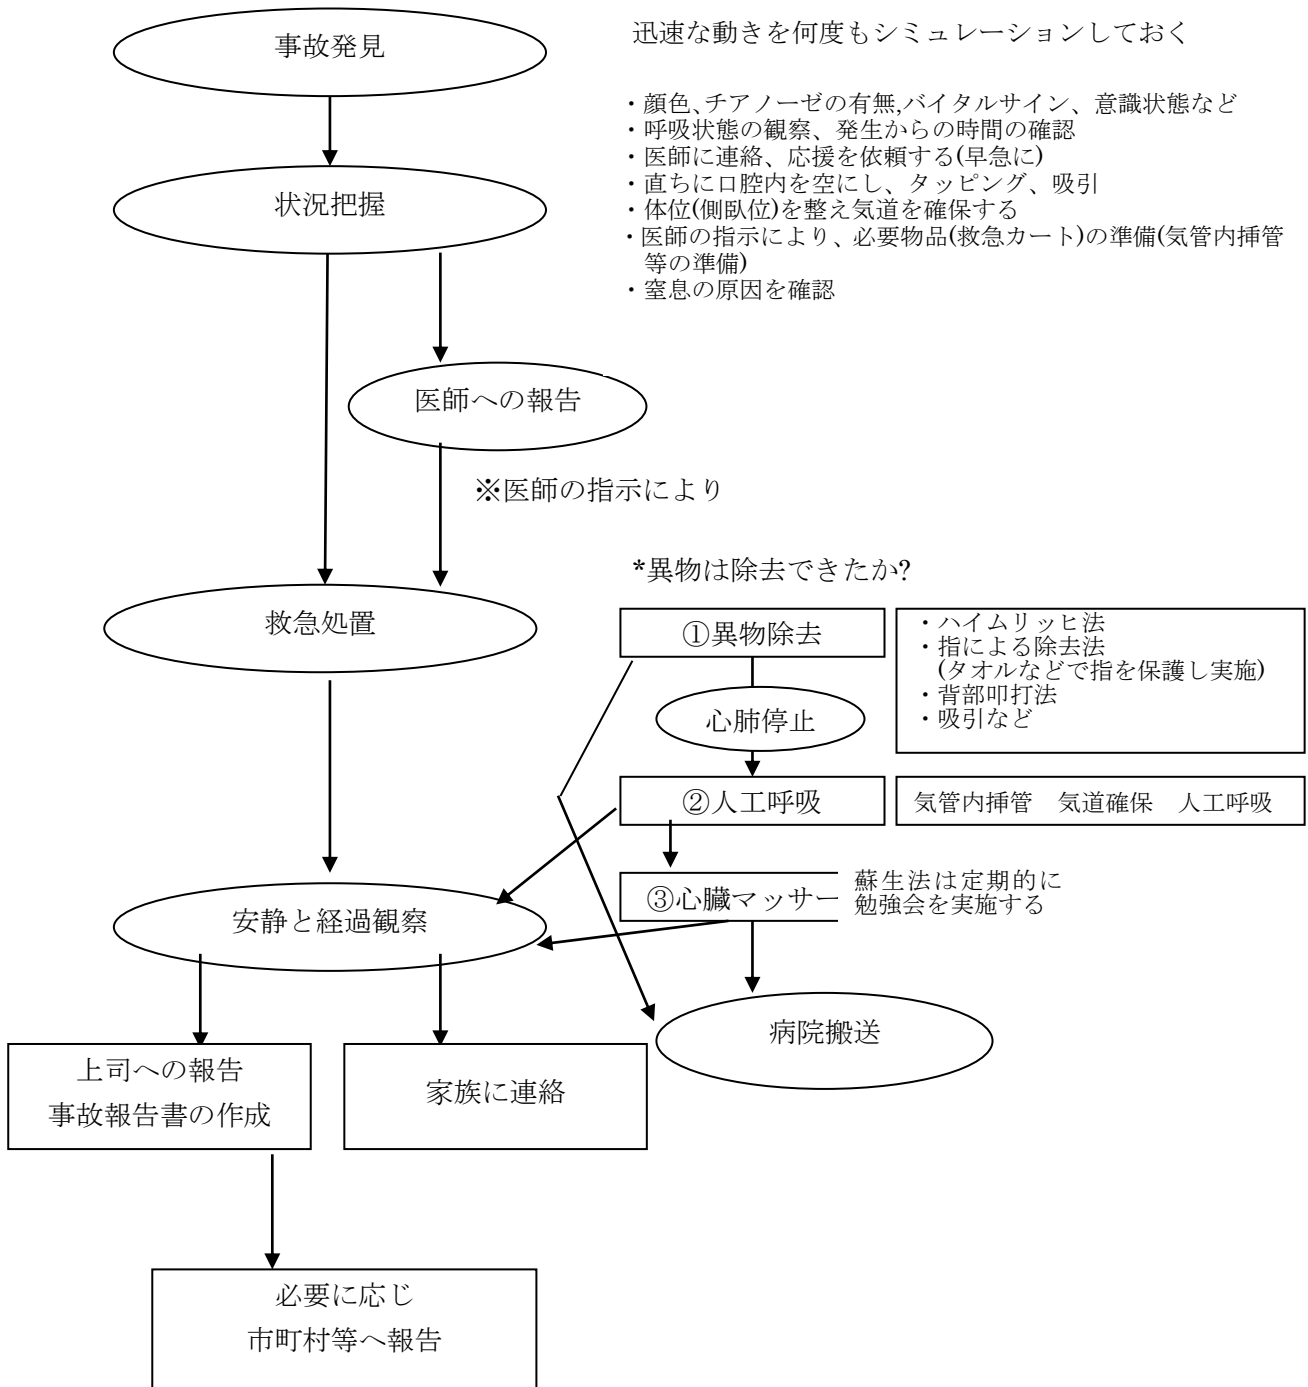 事故発見
迅速な動きを何度もシミュレーションしておく
・顔色、チアノーゼの有無,バイタルサイン、意識状態など
・呼吸状態の観察、発生からの時間の確認
・医師に連絡、応援を依頼する(早急に)
・直ちに口腔内を空にし、タッピング、吸引
・体位(側臥位)を整え気道を確保する
・医師の指示により、必要物品(救急カート)の準備(気管内挿管
等の準備)
・窒息の原因を確認
状況把握
医師への報告
※医師の指示により
*異物は除去できたか?
救急処置
①異物除去
・ハイムリッヒ法
・指による除去法
(タオルなどで指を保護し実施)
・背部叩打法
・吸引など
心肺停止
②人工呼吸
気管内挿管 気道確保 人工呼吸
③心臓マッサー
蘇生法は定期的に
勉強会を実施する
安静と経過観察
病院搬送
上司への報告
事故報告書の作成
家族に連絡
必要に応じ
市町村等へ報告